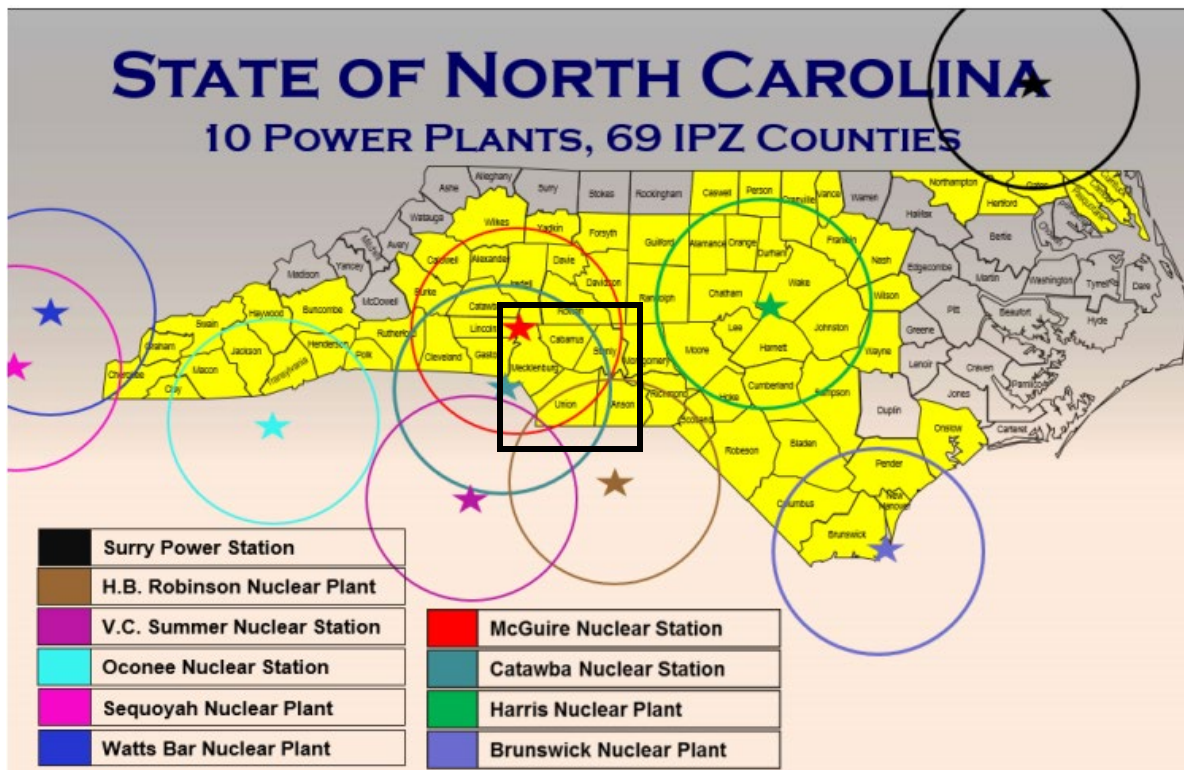 STATE OF NORTH CAROLINA
10 POWER PLANTS, 69 IPZ COUNTIES
Alleghany
Ashe
Surry
Stokes
Rockingham
Caswell
Person
Granville
Vance
Warren
Northampton
Gates
Hertford
Halifax
Watauga
Wilkes
Yadkin
Forsyth
Guilford
Alamance
Orange
Durham
Franklin
Nash
Bertie
Edgecombe
Martin
Washington
Tyrrell
Dare
Avery
Caldwell
Alexander
Iredell
Davie
Davidson
Randolph
Chatham
Wake
Wilson
Pitt
Beaufort
Hyde
Madison
Yancey
McDowell
Burke
Catawba
Rowan
Lincoln
Buncombe
Haywood
Swain
Graham
Cherokee
Clay
Macon
Jackson
Transylvania
Henderson
Polk
Rutherford
Cleveland
Gaston
Mecklenburg
Cabarrus
Stanly
Montgomery
Moore
Lee
Harnett
Johnston
Wayne
Greene
Lenoir
Craven
Pamlico
Jones
Carteret
Onslow
Duplin
Sampson
Cumberland
Hoke
Richmond
Scotland
Anson
Union
Robeson
Bladen
Pender
New Hanover
Columbus
Brunswick
Surry Power Station
H.B. Robinson Nuclear Plant
V.C. Summer Nuclear Station
Oconee Nuclear Station
Sequoyah Nuclear Plant
Watts Bar Nuclear Plant
McGuire Nuclear Station
Catawba Nuclear Station
Harris Nuclear Plant
Brunswick Nuclear Plant